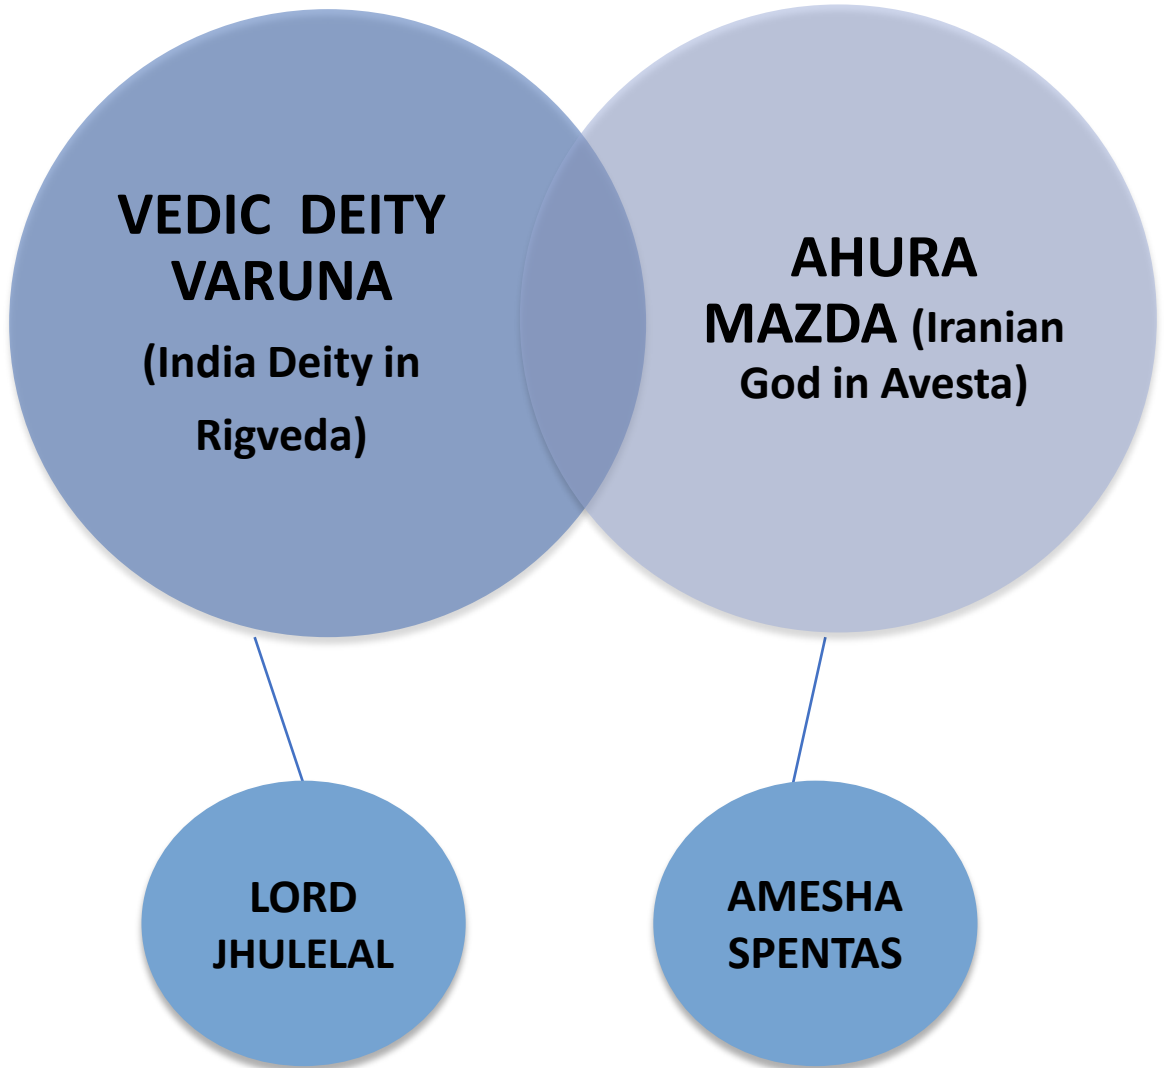 VEDIC DEITY
VARUNA
(India Deity in
Rigveda)
AHURA
MAZDA (Iranian
God in Avesta)
LORD
JHULELAL
AMESHA
SPENTAS